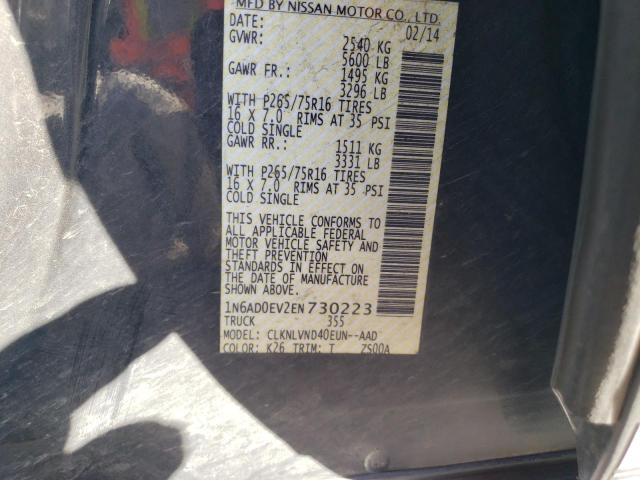 MFD BY NISSAN MOTOR CO., LTD.
DATE: 02/14
GVWR: 2540 KG
5600 LB
GAWR FR.: 1495 KG
3296 LB
WITH P265/75R16 TIRES
16 X 7.0 RIMS AT 35 PSI
COLD SINGLE
GAWR RR.: 1511 KG
3331 LB
WITH P265/75R16 TIRES
16 X 7.0 RIMS AT 35 PSI
COLD SINGLE
THIS VEHICLE CONFORMS TO
ALL APPLICABLE FEDERAL
MOTOR VEHICLE SAFETY AND
THEFT PREVENTION
STANDARDS IN EFFECT ON
THE DATE OF MANUFACTURE
SHOWN ABOVE.
1N6AD0EV2EN730223
TRUCK 355
MODEL: CLKNLVND40EUN--AAD
COLOR: K26 TRIM: T ZS00A